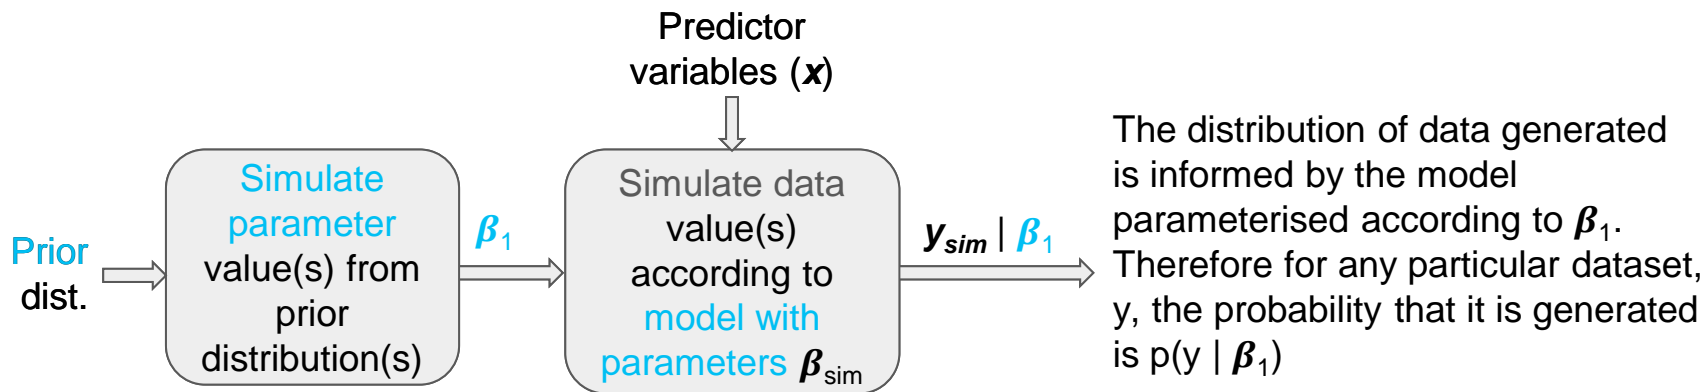 Predictor
variables (x)
Prior
dist.
Simulate
parameter
value(s) from
prior
distribution(s)
β1
Simulate data
value(s)
according to
model with
parameters βsim
ysim | β1
The distribution of data generated
is informed by the model
parameterised according to β1.
Therefore for any particular dataset,
y, the probability that it is generated
is p(y | β1)